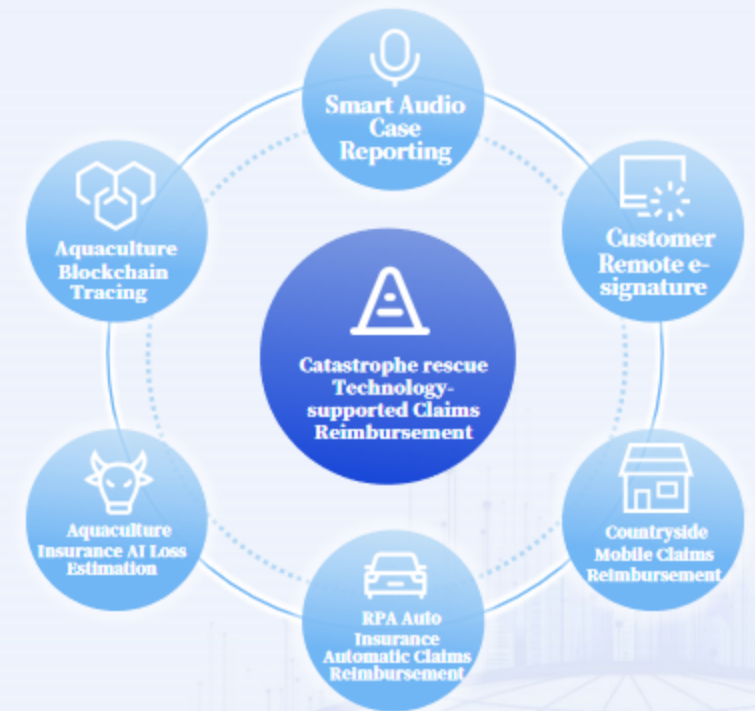 Smart Audio
Case
Reporting
Aquaculture
Blockchain
Tracing
Customer
Remote e-
signature
Catastrophe rescue
Technology-
supported Claims
Reimbursement
Aquaculture
Insurance AI Loss
Estimation
Countryside
Mobile Claims
Reimbursement
RPA Auto
Insurance
Automatic Claims
Reimbursement